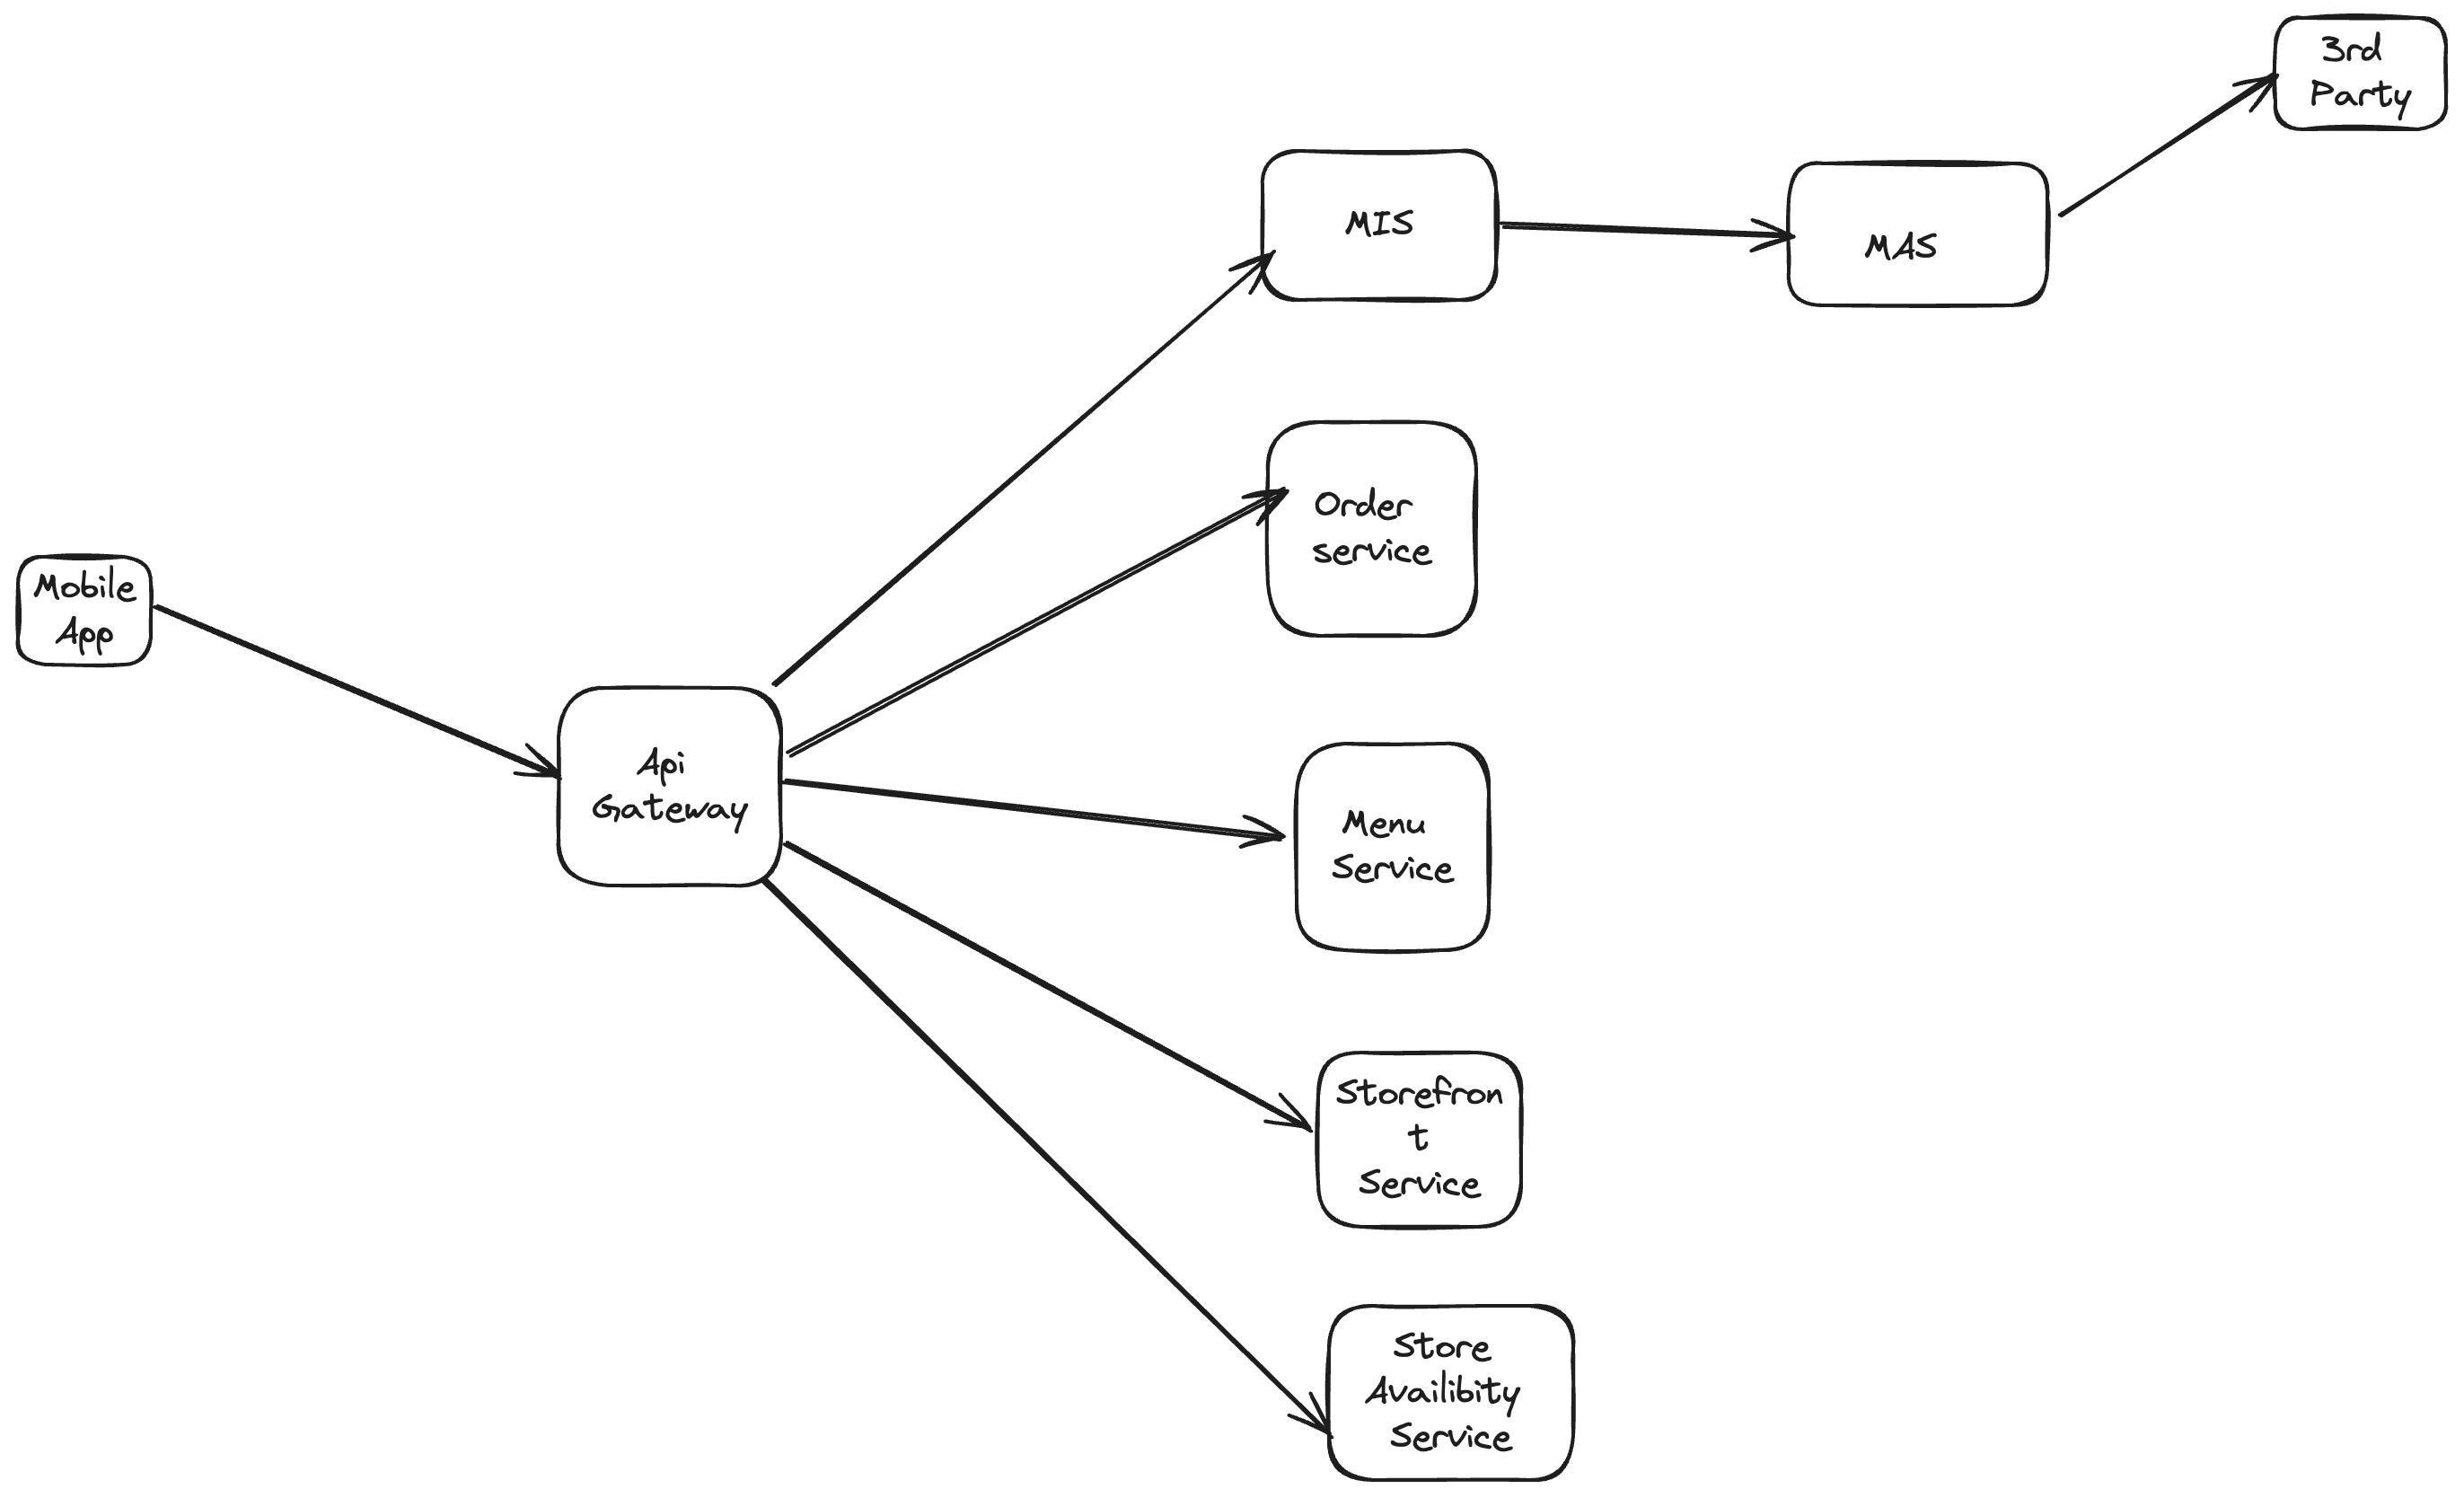 3rd
Party
MIS
MAS
Order
service
Mobile
App
Api
Gateway
Menu
Service
Storefron
t
Service
Store
Availibity
Service